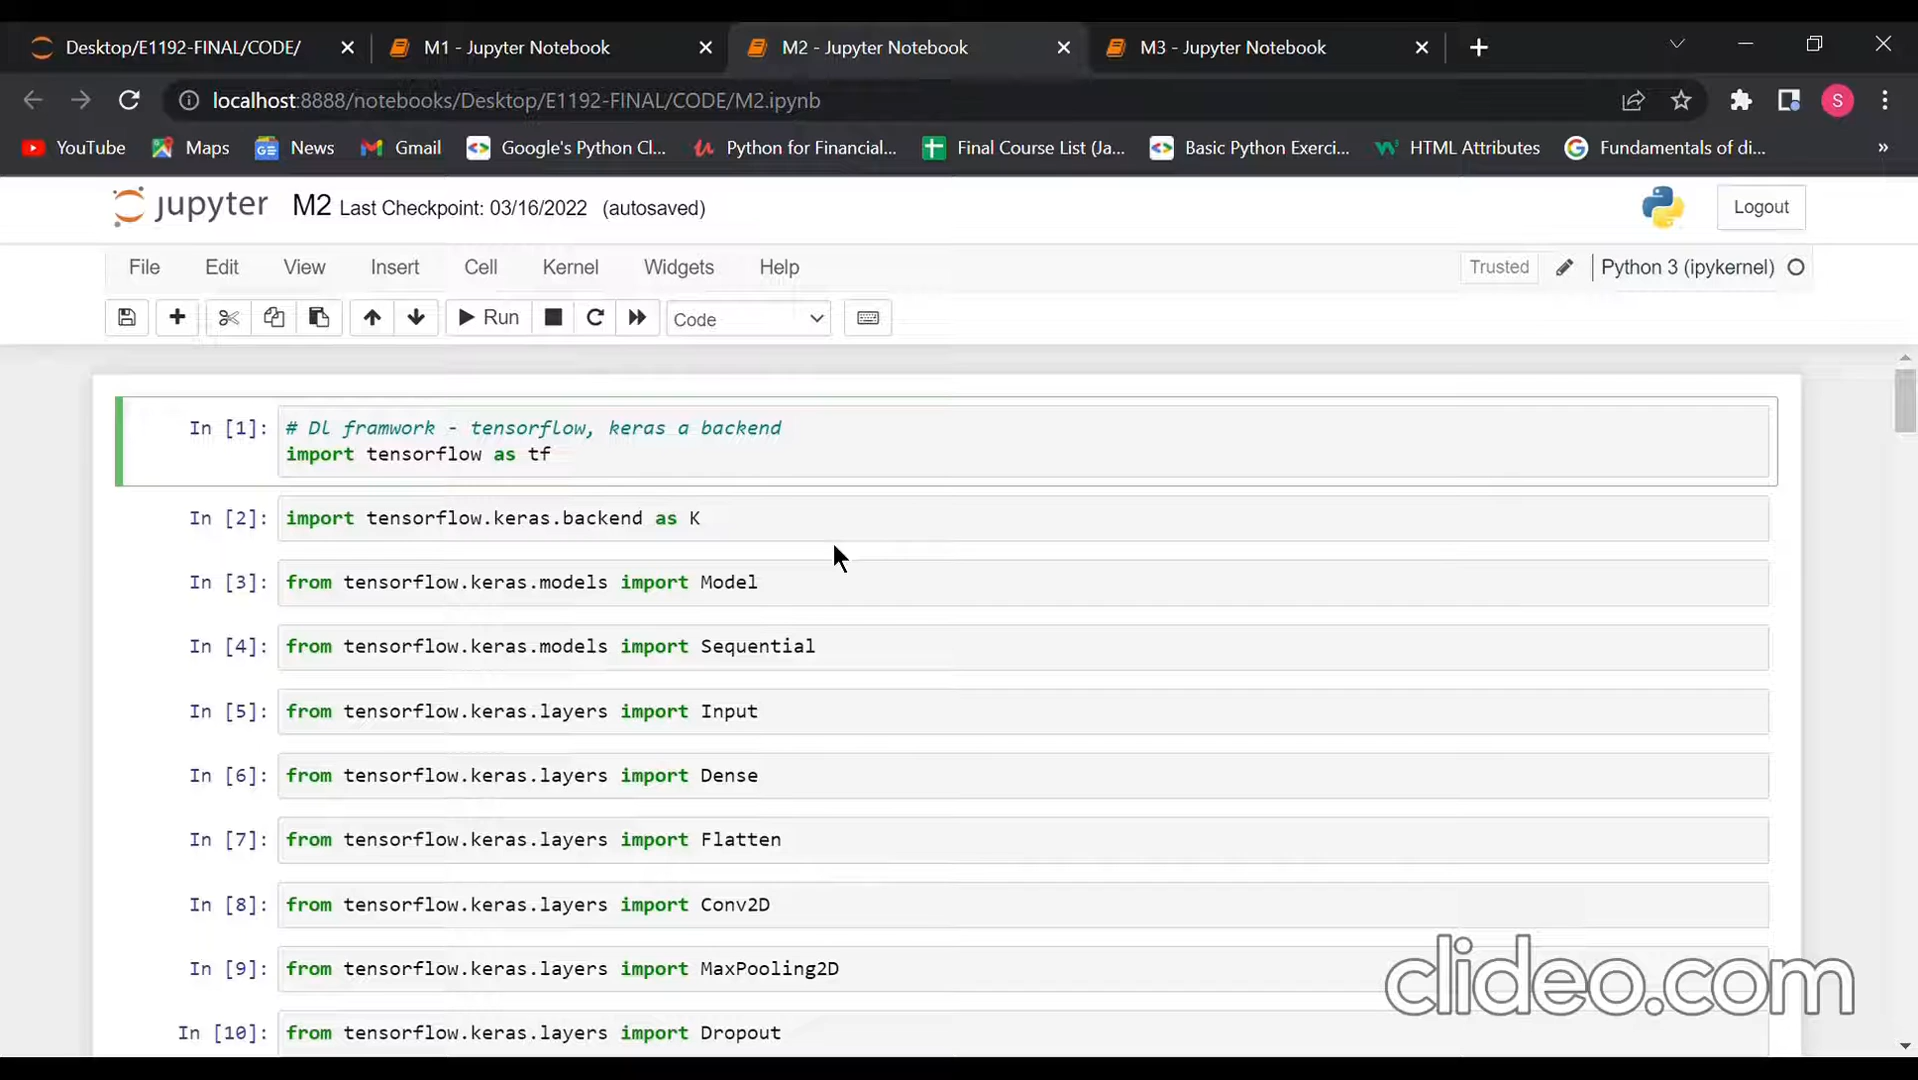 Desktop/E1192-FINAL/CODE/ M1 - Jupyter Notebook M2 - Jupyter Notebook M3 - Jupyter Notebook
localhost:8888/notebooks/Desktop/E1192-FINAL/CODE/M2.ipynb S
YouTube Maps News Gmail Google's Python Cl... Python for Financial... Final Course List (Ja... Basic Python Exerci... HTML Attributes Fundamentals of di... »
jupyter M2 Last Checkpoint: 03/16/2022 (autosaved) Logout
File Edit View Insert Cell Kernel Widgets Help Trusted Python 3 (ipykernel)
Run Code
In [1]: # Dl framwork - tensorflow, keras a backend
import tensorflow as tf
In [2]: import tensorflow.keras.backend as K
In [3]: from tensorflow.keras.models import Model
In [4]: from tensorflow.keras.models import Sequential
In [5]: from tensorflow.keras.layers import Input
In [6]: from tensorflow.keras.layers import Dense
In [7]: from tensorflow.keras.layers import Flatten
In [8]: from tensorflow.keras.layers import Conv2D
In [9]: from tensorflow.keras.layers import MaxPooling2D
In [10]: from tensorflow.keras.layers import Dropout
clideo.com